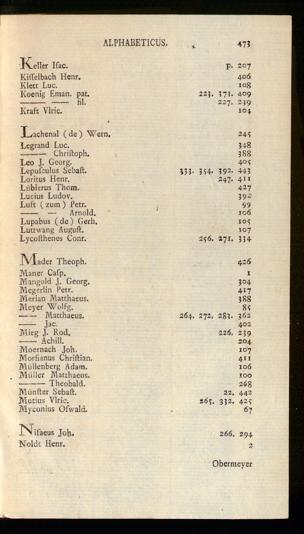 ALPHABETICUS. 473
Keller Isac. p. 207
Kisselbach Henr. 406
Klett Luc. 108
Koenig Eman. pat. 223. 373. 409
—— —— fil. 227. 239
Kraft Vlric. 104
Lachenal (de) Wern. 245
Legrand Luc. 348
—— Christoph. 388
Leo J. Georg. 405
Lepusculus Sebast. 333. 354. 392. 443
Loritus Henr. 247. 411
Lüblerus Thom. 427
Lucius Ludov. 392
Luft (zum) Petr. 99
—— — Arnold. 106
Lupabus (de) Gerh. 105
Luttwang August. 107
Lycosthenes Conr. 256. 271. 334
Mader Theoph. 426
Maner Casp. 1
Mangold J. Georg. 304
Megerlin Petr. 417
Merian Matthaeus. 388
Meyer Wolfg. 85
—— Matthaeus. 264. 272. 283. 362
—— Jac. 402
Mieg J. Rod. 226. 239
—— Achill. 204
Moernach Joh. 107
Morsianus Christian. 411
Müllenberg Adam. 106
Müller Matthaeus. 100
—— Theobald. 268
Münster Sebast. 22. 442
Mutius Vlric. 265. 332. 425
Myconius Oswald. 67
Nisaeus Joh. 266. 294
Noldt Henr. 2
Obermeyer